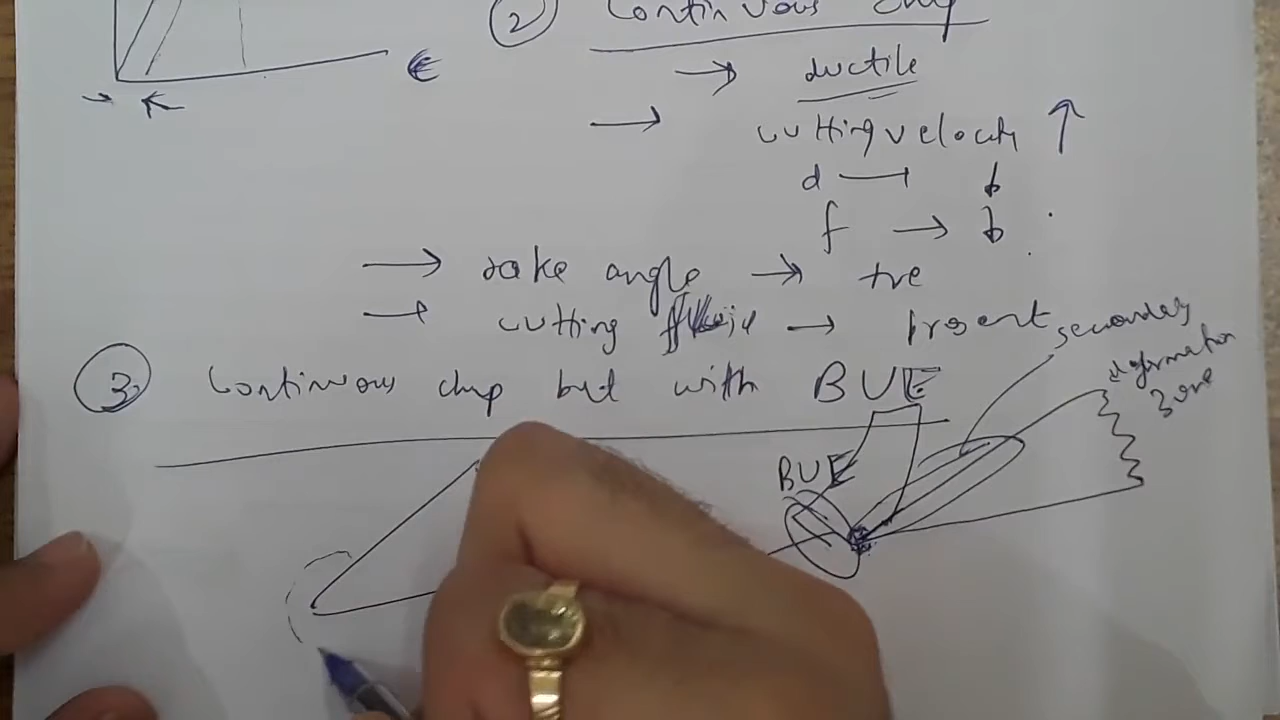 2 Continuous chip
→ ductile
→ cutting velocity ↑
d →
f →
→ rake angle → +ve
→ cutting fluid → present
secondary
deformation
zone
3 Continuous chip but with BUE
BUE
ϵ